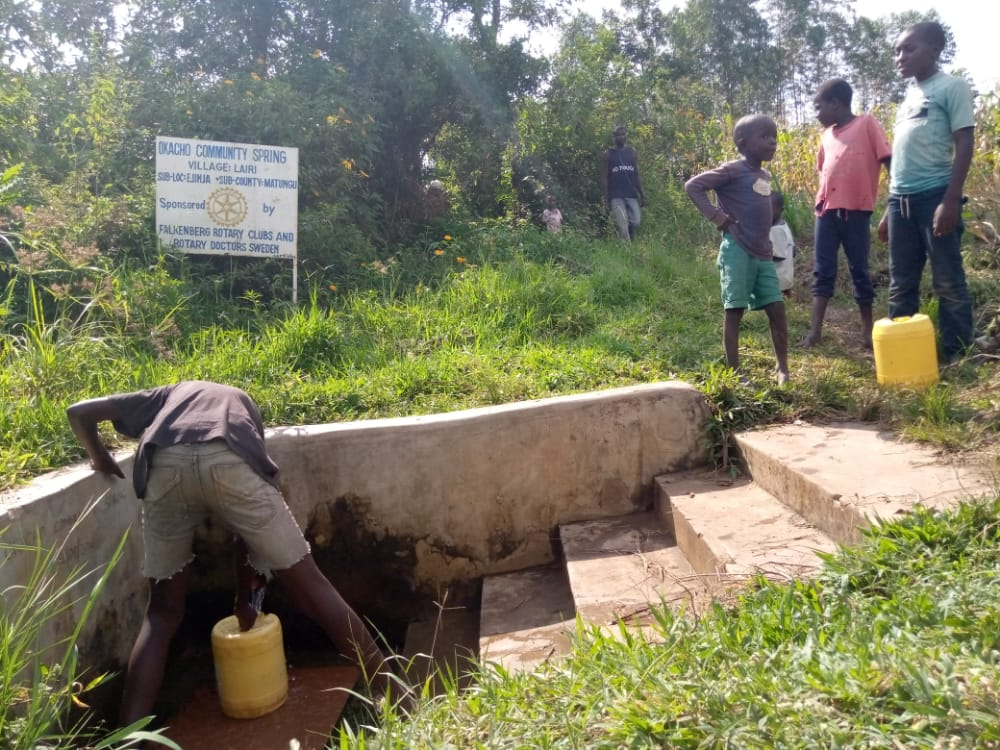 OKACHO COMMUNITY SPRING
VILLAGE: LAIRI
SUB-LOC: EJINJA • SUB-COUNTY: MATUNGU
Sponsored: by
FALKENBERG ROTARY CLUBS AND
ROTARY DOCTORS SWEDEN